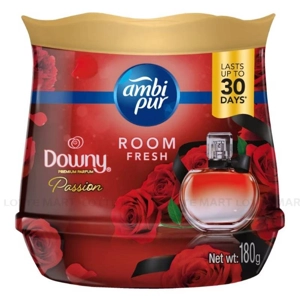 LASTS
UP TO
30
DAYS*
ambi
pur
Downy
PREMIUM PARFUM
Passion
ROOM
FRESH
Net wt: 180g